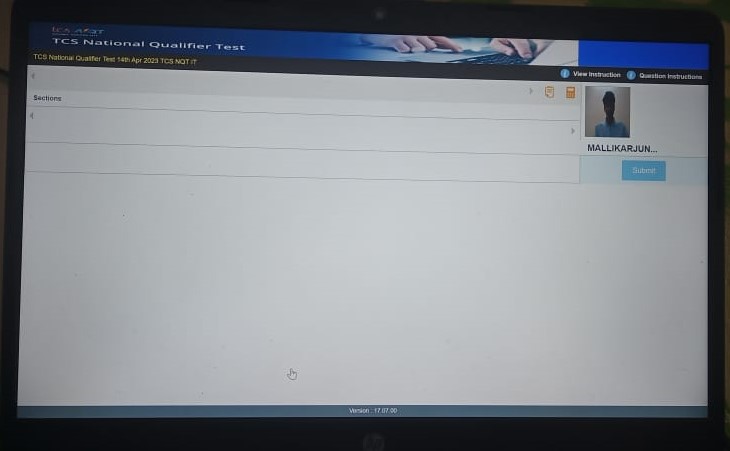 TCS National Qualifier Test
TCS National Qualifier Test 14th Apr 2023 TCS NQT IT
View Instruction
Question Instructions
Sections
MALLIKARJUN...
Submit
Version : 17.07.00